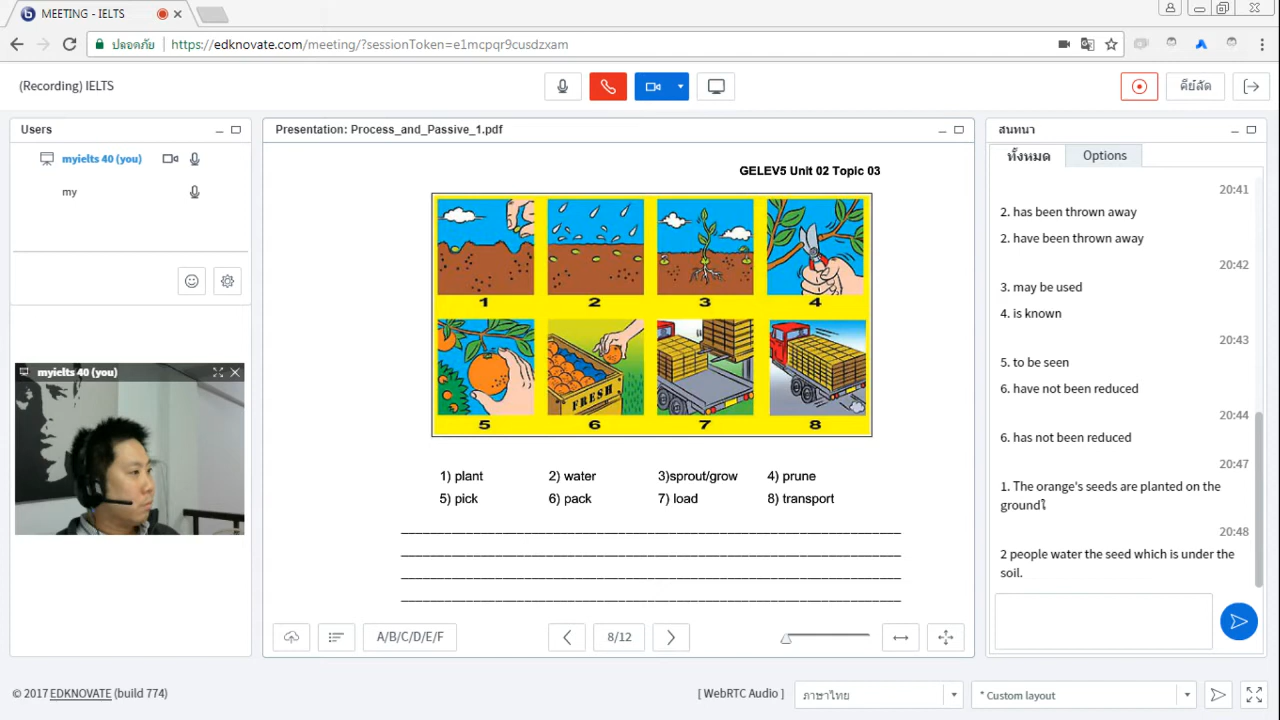 MEETING - IELTS
ปลอดภัย
https://edknovate.com/meeting/?sessionToken=e1mcpqr9cusdzxam
(Recording) IELTS
คีย์ลัด
Users
myielts 40 (you)
my
myielts 40 (you)
Presentation: Process_and_Passive_1.pdf
GELEV5 Unit 02 Topic 03
1
2
3
4
FRESH
5
6
7
8
1) plant
2) water
3)sprout/grow
4) prune
5) pick
6) pack
7) load
8) transport
A/B/C/D/E/F
8/12
สนทนา
ทั้งหมด
Options
20:41
2. has been thrown away
2. have been thrown away
20:42
3. may be used
4. is known
20:43
5. to be seen
6. have not been reduced
20:44
6. has not been reduced
20:47
1. The orange's seeds are planted on the
groundใ
20:48
2 people water the seed which is under the
soil.
© 2017 EDKNOVATE (build 774)
[ WebRTC Audio ]
ภาษาไทย
* Custom layout